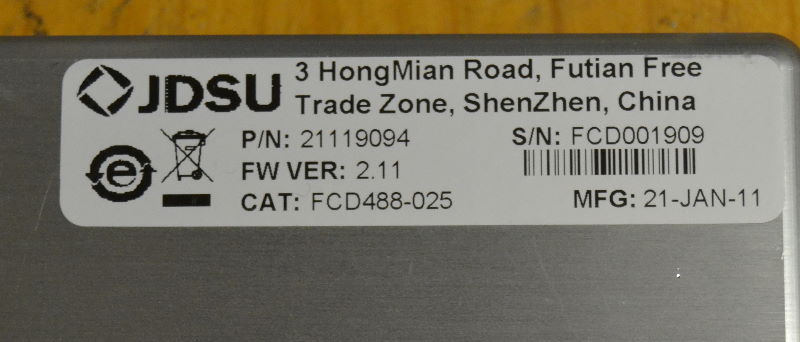 JDSU
3 HongMian Road, Futian Free
Trade Zone, ShenZhen, China
P/N: 21119094
S/N: FCD001909
FW VER: 2.11
CAT: FCD488-025
MFG: 21-JAN-11
e